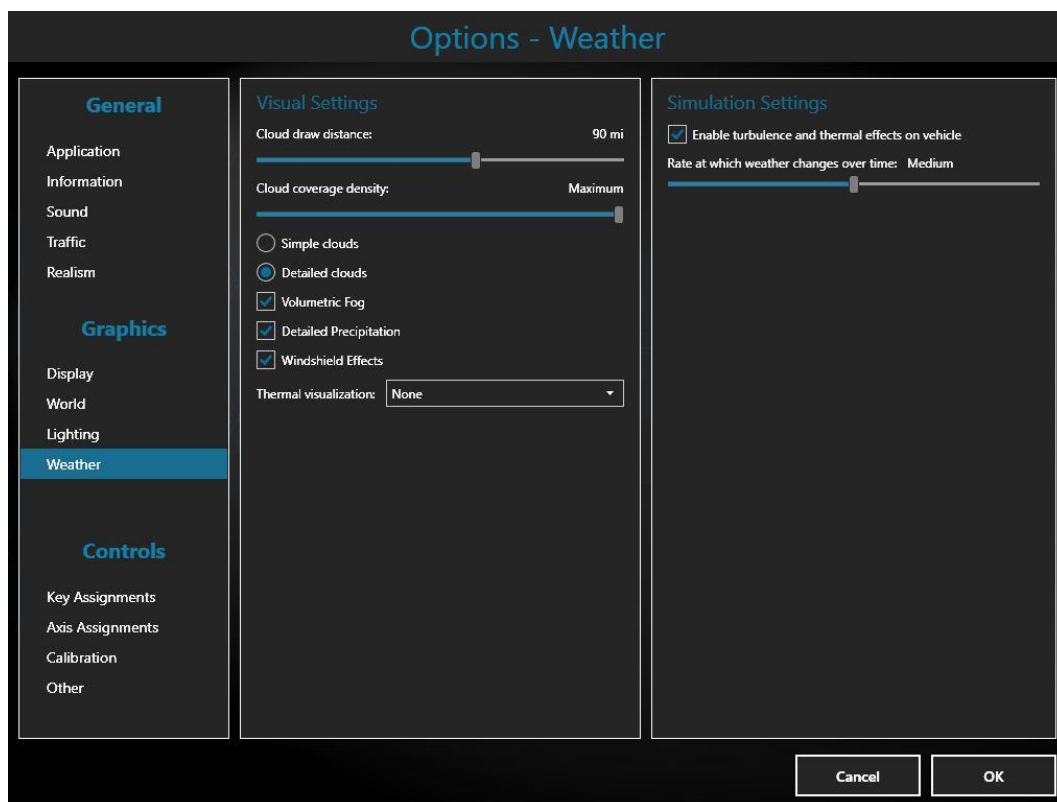 Options - Weather
General
Application
Information
Sound
Traffic
Realism
Graphics
Display
World
Lighting
Weather
Controls
Key Assignments
Axis Assignments
Calibration
Other
Visual Settings
Cloud draw distance: 90 mi
Cloud coverage density: Maximum
Simple clouds
Detailed clouds
Volumetric Fog
Detailed Precipitation
Windshield Effects
Thermal visualization: None
Simulation Settings
Enable turbulence and thermal effects on vehicle
Rate at which weather changes over time: Medium
Cancel
OK